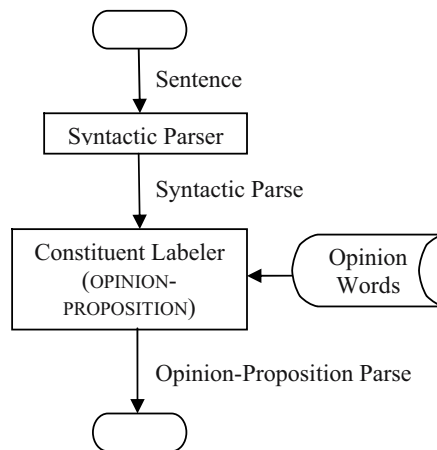 Sentence
Syntactic Parser
Syntactic Parse
Constituent Labeler
(OPINION-
PROPOSITION)
Opinion
Words
Opinion-Proposition Parse